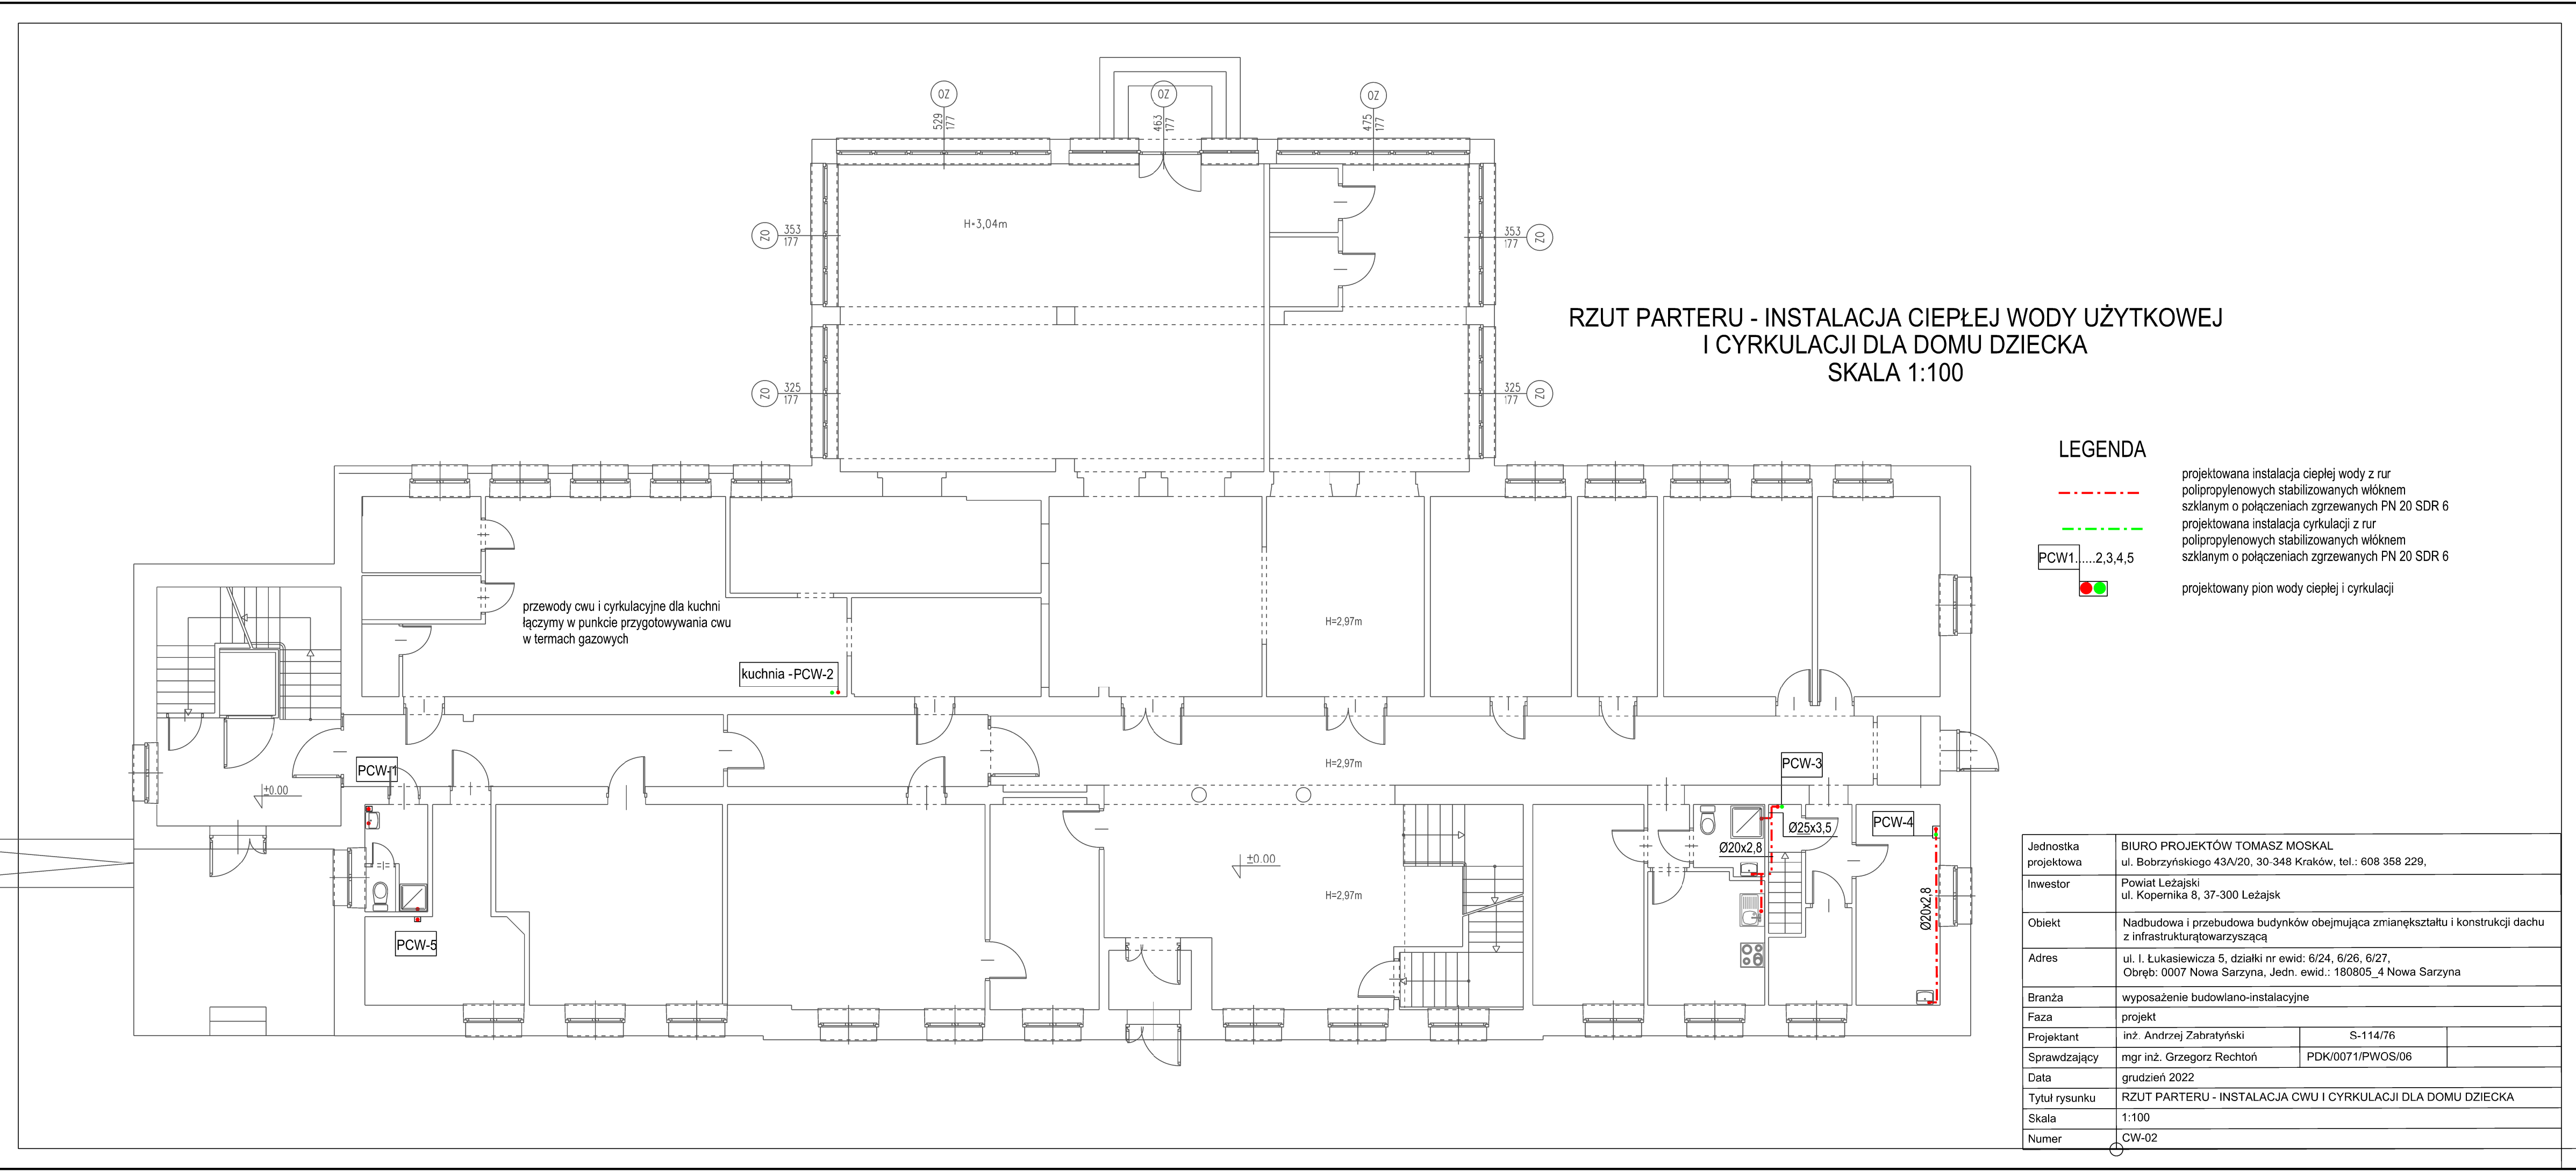 OZ
529
177
OZ
463
177
OZ
475
177
H=3,04m
OZ
353
177
353
177
OZ
RZUT PARTERU - INSTALACJA CIEPŁEJ WODY UŻYTKOWEJ
I CYRKULACJI DLA DOMU DZIECKA
SKALA 1:100
OZ
325
177
325
177
OZ
LEGENDA
projektowana instalacja ciepłej wody z rur
polipropylenowych stabilizowanych włóknem
szklanym o połączeniach zgrzewanych PN 20 SDR 6
projektowana instalacja cyrkulacji z rur
polipropylenowych stabilizowanych włóknem
szklanym o połączeniach zgrzewanych PN 20 SDR 6
PCW1......2,3,4,5
projektowany pion wody ciepłej i cyrkulacji
przewody cwu i cyrkulacyjne dla kuchni
łączymy w punkcie przygotowywania cwu
w termach gazowych
H=2,97m
kuchnia -PCW-2
PCW-1
H=2,97m
PCW-3
±0.00
Ø25x3,5
PCW-4
Ø20x2,8
±0.00
H=2,97m
Ø20x2,8
PCW-5
Jednostka projektowa
BIURO PROJEKTÓW TOMASZ MOSKAL
ul. Bobrzyńskiego 43A/20, 30-348 Kraków, tel.: 608 358 229,
Inwestor
Powiat Leżajski
ul. Kopernika 8, 37-300 Leżajsk
Obiekt
Nadbudowa i przebudowa budynków obejmująca zmianękształtu i konstrukcji dachu
z infrastrukturątowarzyszącą
Adres
ul. I. Łukasiewicza 5, działki nr ewid: 6/24, 6/26, 6/27,
Obręb: 0007 Nowa Sarzyna, Jedn. ewid.: 180805_4 Nowa Sarzyna
Branża
wyposażenie budowlano-instalacyjne
Faza
projekt
Projektant
inż. Andrzej Zabratyński
S-114/76
Sprawdzający
mgr inż. Grzegorz Rechtoń
PDK/0071/PWOS/06
Data
grudzień 2022
Tytuł rysunku
RZUT PARTERU - INSTALACJA CWU I CYRKULACJI DLA DOMU DZIECKA
Skala
1:100
Numer
CW-02